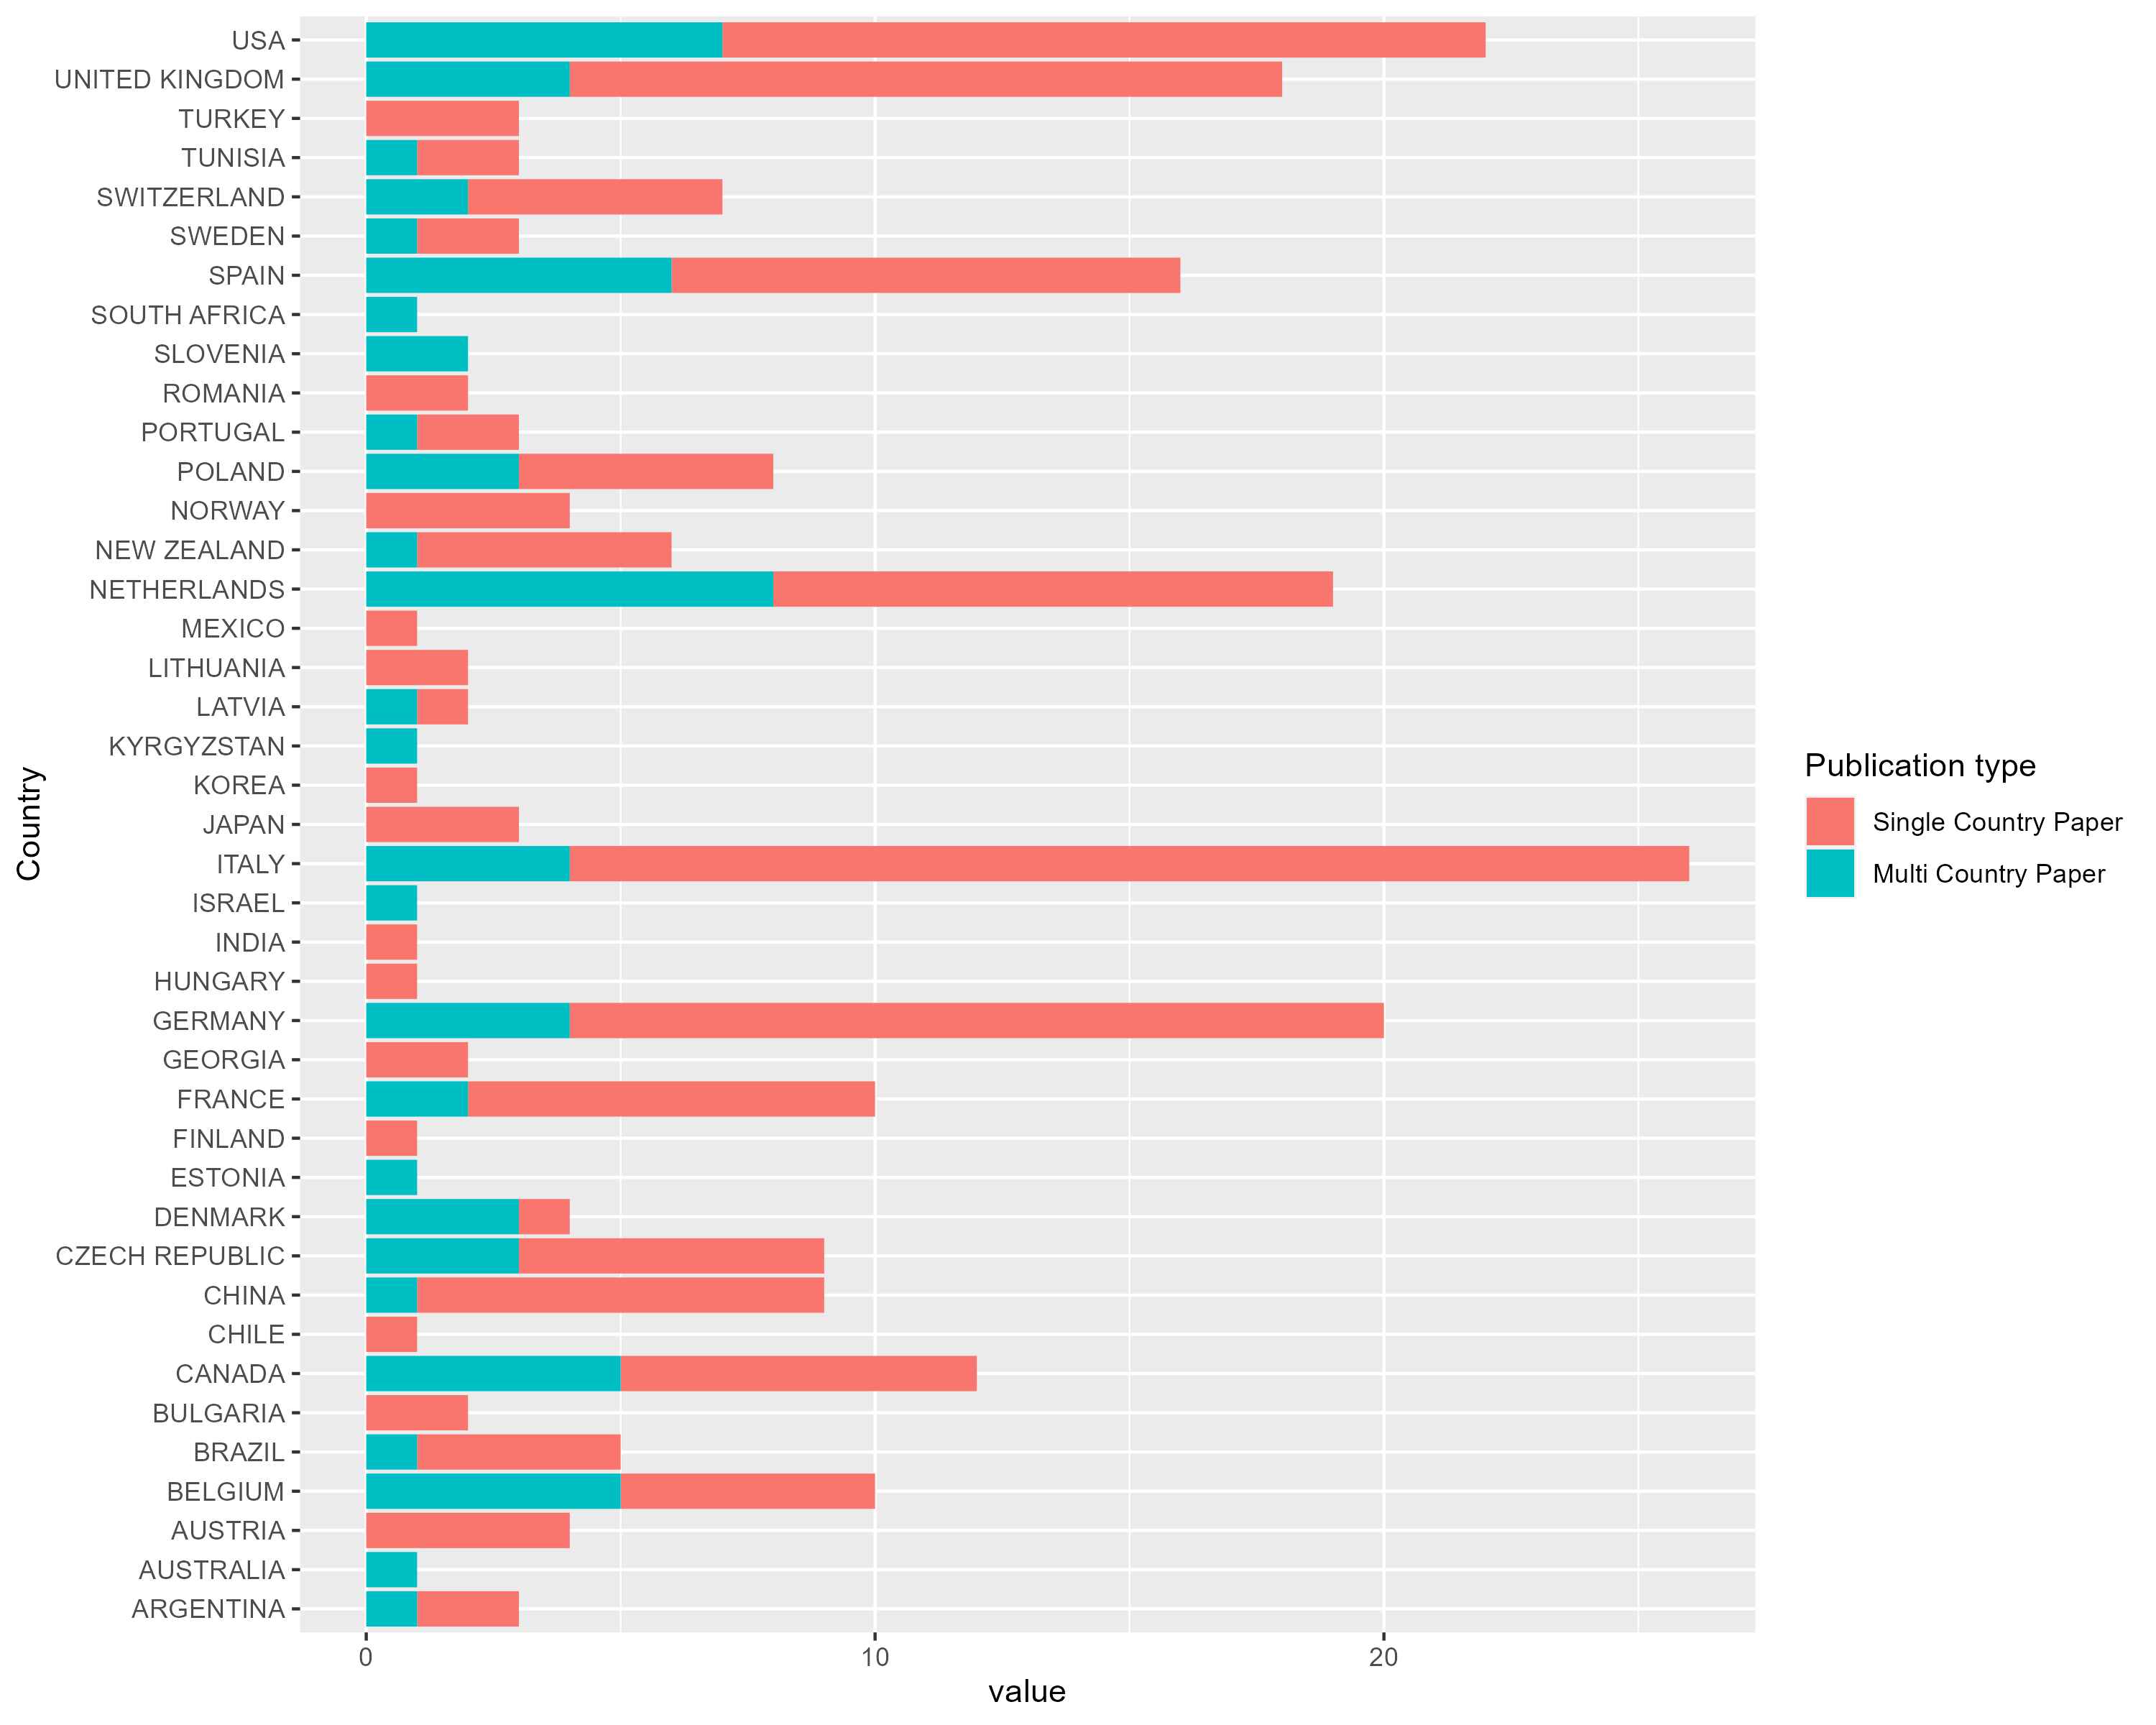 USA
UNITED KINGDOM
TURKEY
TUNISIA
SWITZERLAND
SWEDEN
SPAIN
SOUTH AFRICA
SLOVENIA
ROMANIA
PORTUGAL
POLAND
NORWAY
NEW ZEALAND
NETHERLANDS
MEXICO
LITHUANIA
LATVIA
KYRGYZSTAN
KOREA
JAPAN
ITALY
ISRAEL
INDIA
HUNGARY
GERMANY
GEORGIA
FRANCE
FINLAND
ESTONIA
DENMARK
CZECH REPUBLIC
CHINA
CHILE
CANADA
BULGARIA
BRAZIL
BELGIUM
AUSTRIA
AUSTRALIA
ARGENTINA
Country
0 10 20
value
Publication type
Single Country Paper
Multi Country Paper